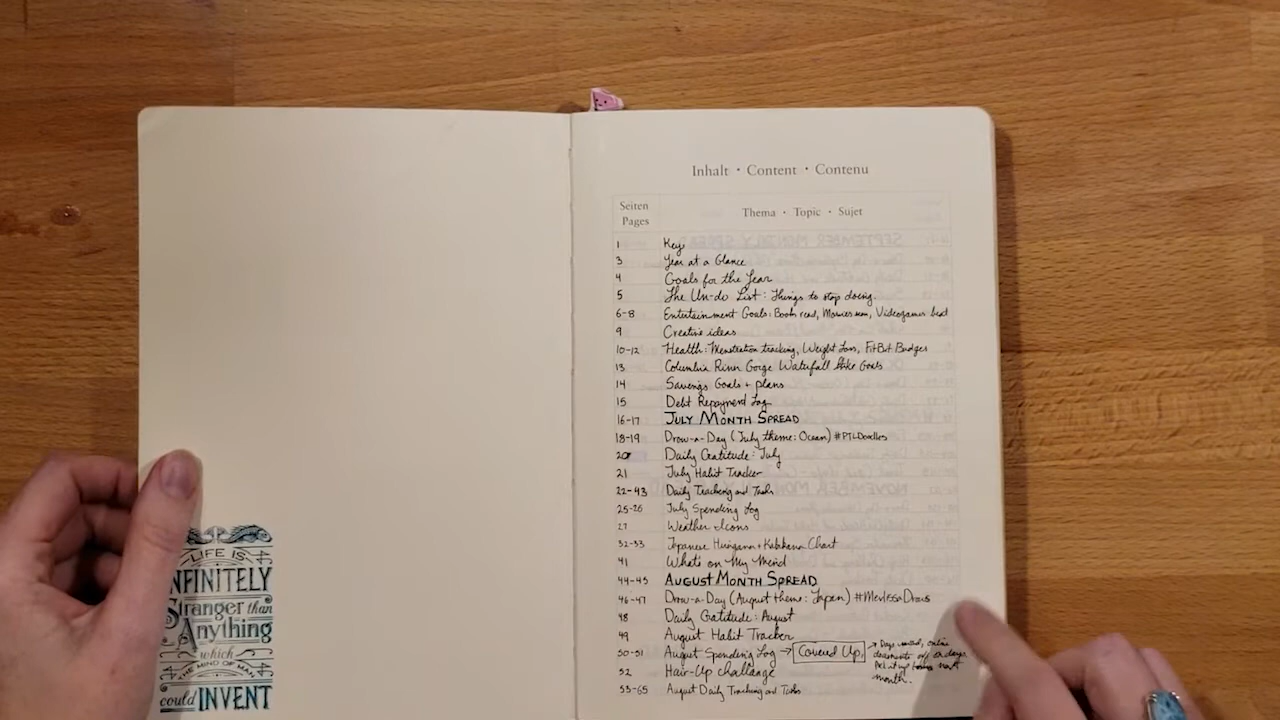 LIFE IS
INFINITELY
Stranger than
Anything
which
THE MIND OF MAN
could INVENT
Inhalt · Content · Contenu
Seiten
Pages
Thema · Topic · Sujet
1 Key
3 Year at a Glance
4 Goals for the Year
5 The Un-do List: Things to stop doing.
6-8 Entertainment Goals: Books read, Movies seen, Videogames beat
9 Creative ideas
10-12 Health: Menstration tracking, Weight Loss, FitBit Badges
13 Columbia River Gorge Waterfall Hike Goals
14 Savings Goals + plans
15 Debt Repayment Log
16-17 JULY MONTH SPREAD
18-19 Draw-a-Day (July theme: Ocean) #PTLDoodles
20 Daily Gratitude: July
21 July Habit Tracker
22-43 Daily Tracking and Tasks
25-26 July Spending Log
27 Weather Icons
32-33 Japanese + Chart
41 What's on My Mind
44-45 AUGUST MONTH SPREAD
46-47 Draw-a-Day (August theme: Japan)
48 Daily Gratitude: August
49 August Habit Tracker
50-51 August Spending Log → Covered Up
52 Hair-Up challange
53-65 August Daily Tracking and Tasks
month.